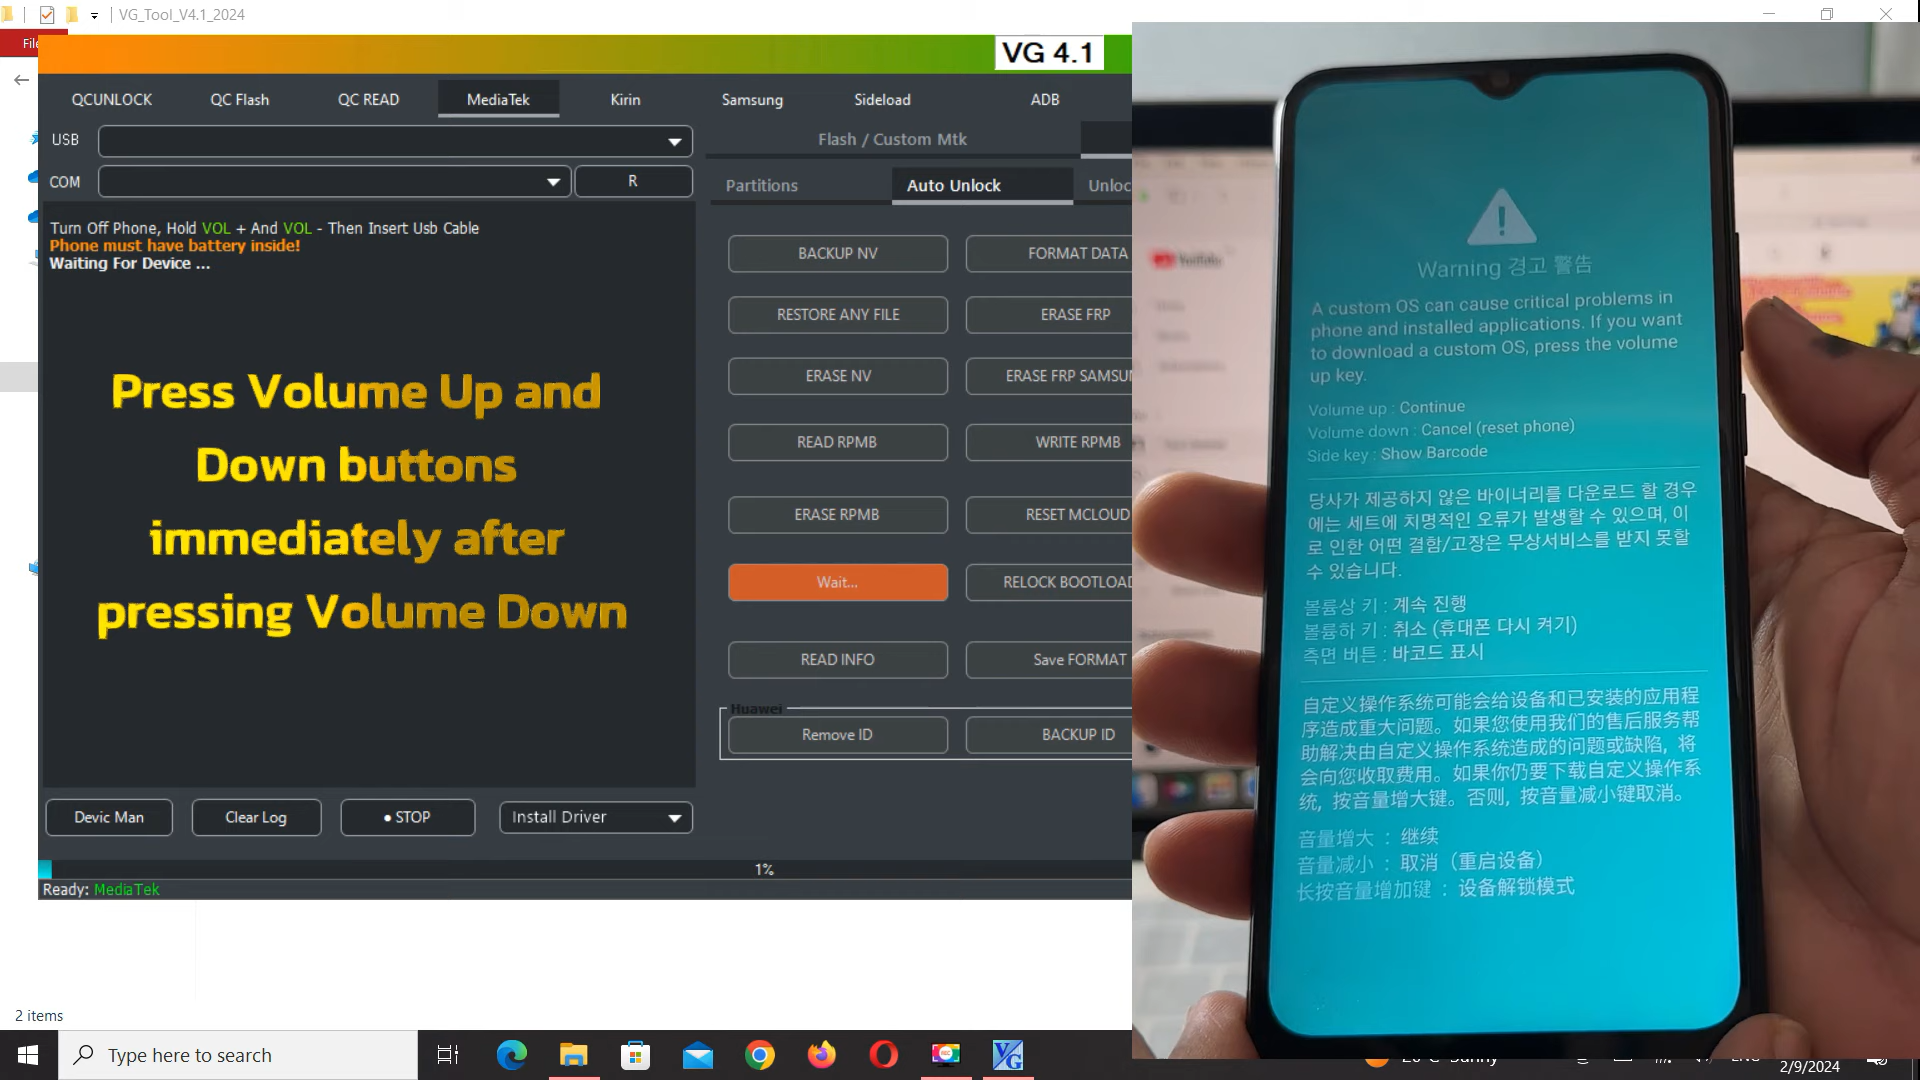 VG_Tool_V4.1_2024
VG 4.1
QCUNLOCK
QC Flash
QC READ
MediaTek
Kirin
Samsung
Sideload
ADB
USB
Flash / Custom Mtk
COM
R
Partitions
Auto Unlock
Turn Off Phone, Hold VOL + And VOL - Then Insert Usb Cable
Phone must have battery inside!
Waiting For Device ...
BACKUP NV
FORMAT DATA
RESTORE ANY FILE
ERASE FRP
ERASE NV
ERASE FRP
READ RPMB
WRITE RPMB
ERASE RPMB
RESET MCLOUD
Wait...
READ INFO
Save FORMAT
Huawei
Remove ID
BACKUP ID
Press Volume Up and
Down buttons
immediately after
pressing Volume Down
Devic Man
Clear Log
● STOP
Install Driver
1%
Ready: MediaTek
2 items
Type here to search
2/9/2024
Warning 경고 警告
A custom OS can cause critical problems in
phone and installed applications. If you want
to download a custom OS, press the volume
up key.
Volume up : Continue
Volume down : Cancel (reset phone)
Side key : Show Barcode
당사가 제공하지 않은 바이너리를 다운로드 할 경우
에는 세트에 치명적인 오류가 발생할 수 있으며, 이
로 인한 어떤 결함/고장은 무상서비스를 받지 못할
수 있습니다.
볼륨상 키 : 계속 진행
볼륨하 키 : 취소 (휴대폰 다시 켜기)
측면 버튼 : 바코드 표시
自定义操作系统可能会给设备和已安装的应用程
序造成重大问题。如果您使用我们的售后服务帮
助解决由自定义操作系统造成的问题或缺陷，将
会向您收取费用。如果你仍要下载自定义操作系
统，按音量增大键。否则，按音量减小键取消。
音量增大 ：继续
音量减小 ：取消（重启设备）
长按音量增加键 ：设备解锁模式